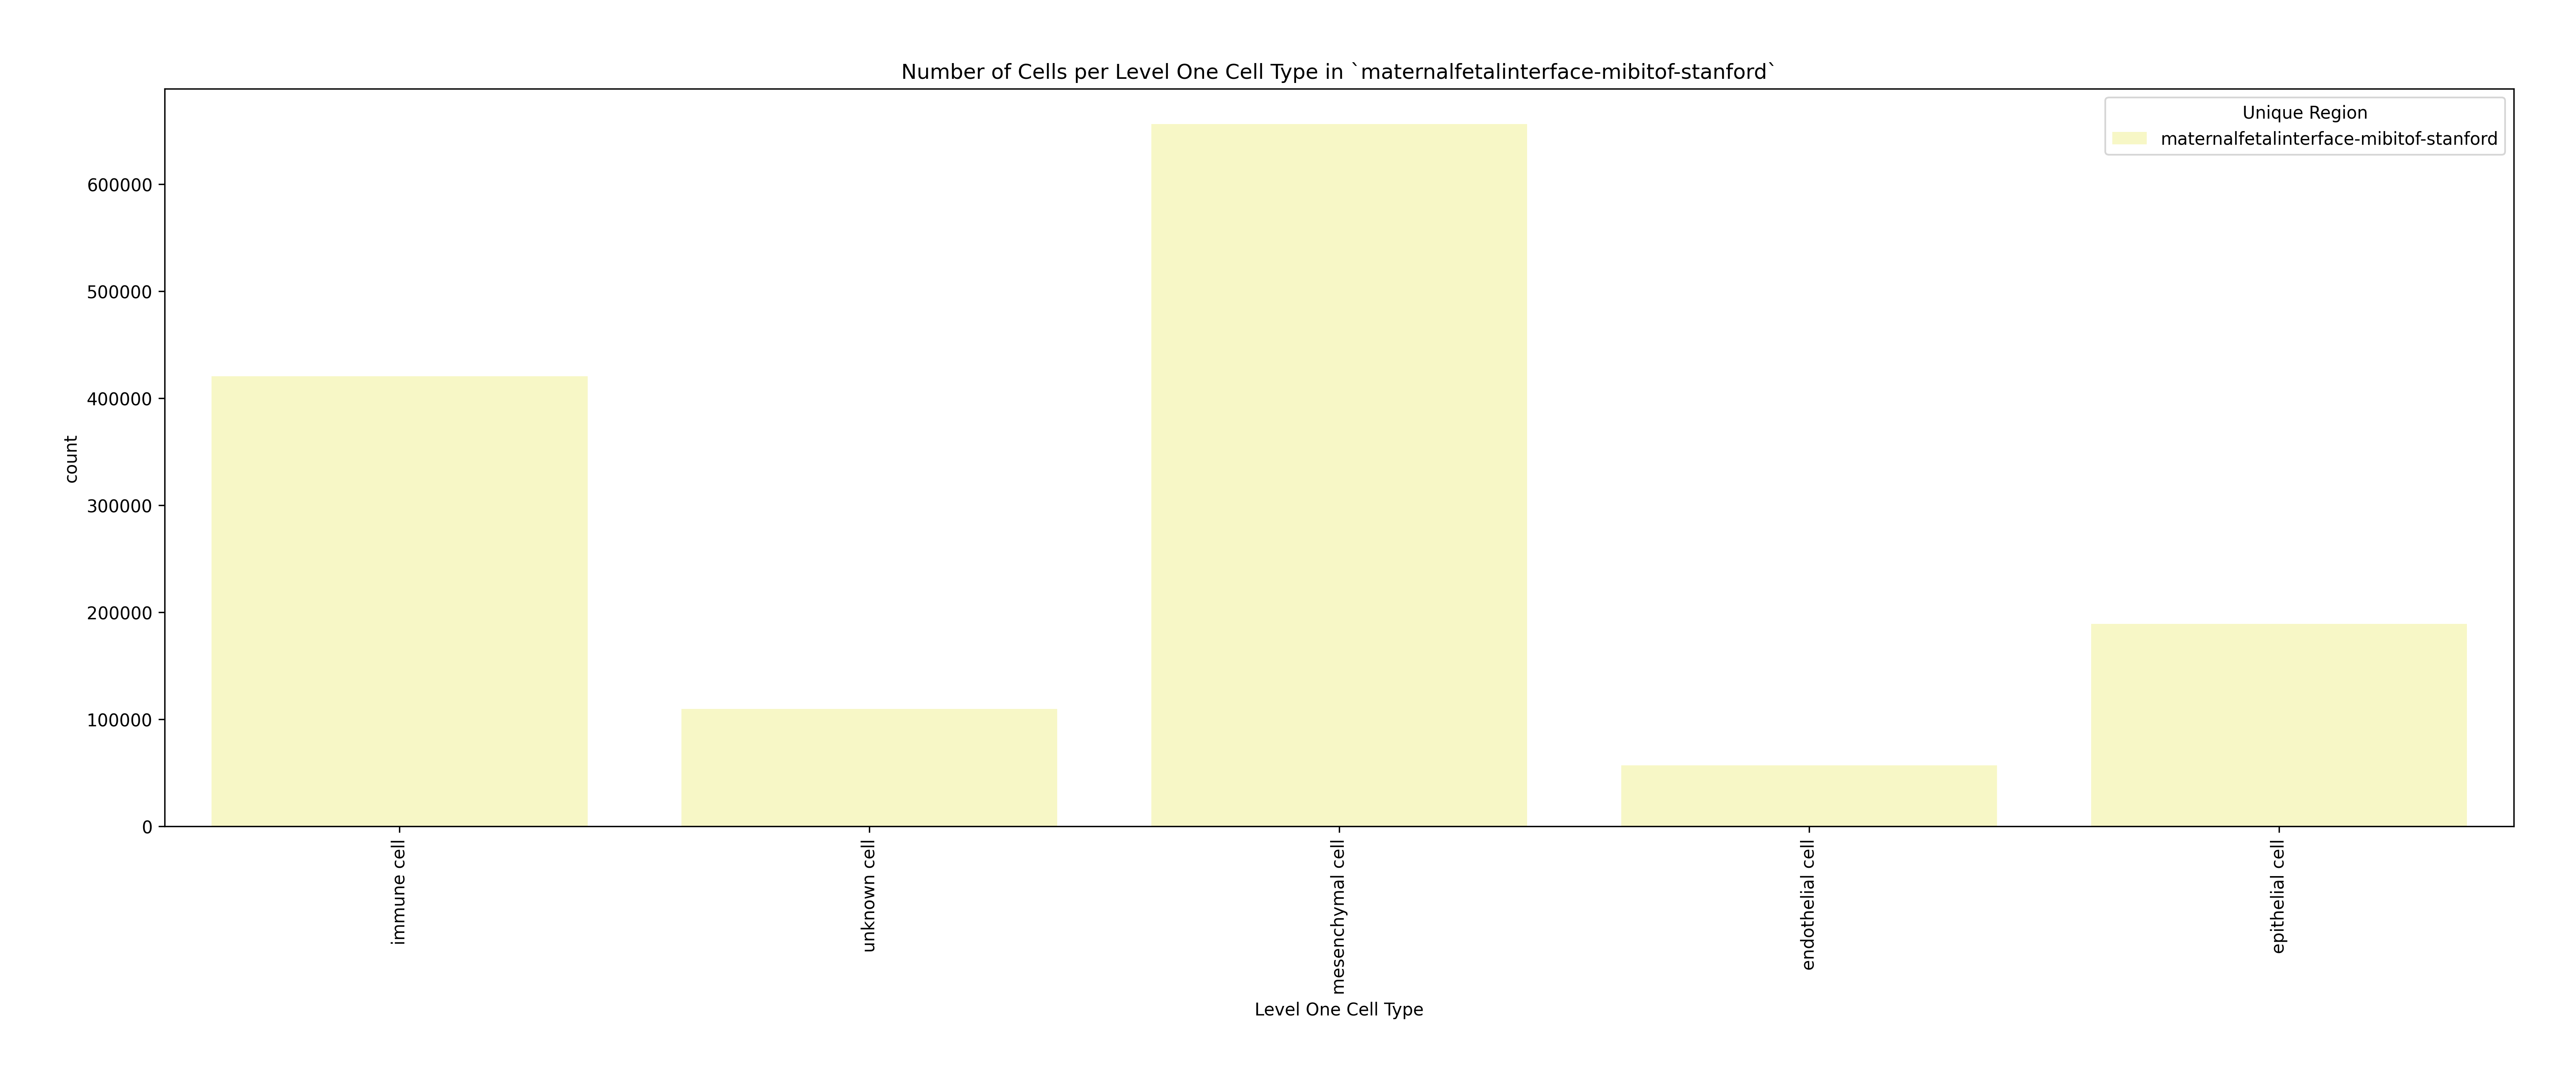 Number of Cells per Level One Cell Type in `maternalfetalinterface-mibitof-stanford`
Unique Region
maternalfetalinterface-mibitof-stanford
600000
500000
400000
300000
200000
100000
0
count
immune cell
unknown cell
mesenchymal cell
endothelial cell
epithelial cell
Level One Cell Type